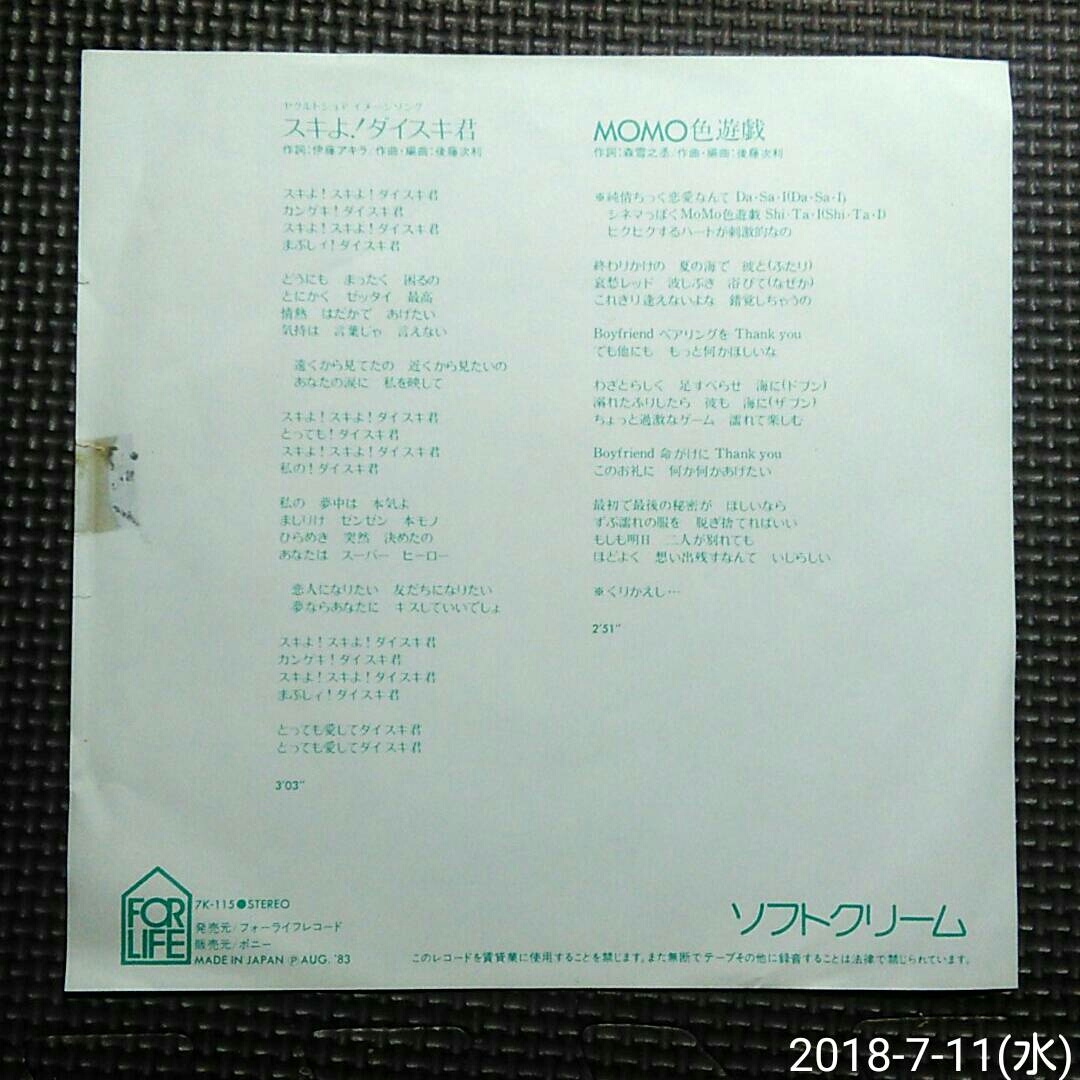 ヤクルトジョア イメージソング
スキよ!ダイスキ君
作詞:伊藤アキラ/作曲・編曲:後藤次利
スキよ!スキよ!ダイスキ君
カンゲキ!ダイスキ君
スキよ!スキよ!ダイスキ君
まぶしィ!ダイスキ君
どうにも まったく 困るの
とにかく ゼッタイ 最高
情熱 はだかで あげたい
気持は 言葉じゃ 言えない
遠くから見てたの 近くから見たいの
あなたの涙に 私を映して
スキよ!スキよ!ダイスキ君
とっても!ダイスキ君
スキよ!スキよ!ダイスキ君
私の!ダイスキ君
私の 夢中は 本気よ
まじりけ ゼンゼン 本モノ
ひらめき 突然 決めたの
あなたは スーパー ヒーロー
恋人になりたい 友だちになりたい
夢ならあなたに キスしていいでしょ
スキよ!スキよ!ダイスキ君
カンゲキ!ダイスキ君
スキよ!スキよ!ダイスキ君
まぶしィ!ダイスキ君
とっても愛してダイスキ君
とっても愛してダイスキ君
3'03"
MOMO色遊戯
作詞:森雪之丞/作曲・編曲:後藤次利
※純情ちっく恋愛なんて Da・Sa・I(Da・Sa・I)
シネマっぽくMoMo色遊戯 Shi・Ta・I(Shi・Ta・I)
ヒクヒクするハートが刺激的なの
終わりかけの 夏の海で 彼と(ふたり)
哀愁レッド 波しぶき 浴びて(なぜか)
これきり逢えないよな 錯覚しちゃうの
Boyfriend ペアリングを Thank you
でも他にも もっと何かほしいな
わざとらしく 足すべらせ 海に(ドブン)
溺れたふりしたら 彼も 海に(ザブン)
ちょっと過激なゲーム 濡れて楽しむ
Boyfriend 命がけに Thank you
このお礼に 何か何かあげたい
最初で最後の秘密が ほしいなら
ずぶ濡れの服を 脱ぎ捨てればいい
もしも明日 二人が別れても
ほどよく 想い出残すなんて いじらしい
※くりかえし…
2'51"
FOR LIFE
7K-115●STEREO
発売元/フォーライフレコード
販売元/ポニー
MADE IN JAPAN Ⓟ AUG. '83
ソフトクリーム
このレコードを賃貸業に使用することを禁じます。また無断でテープその他に録音することは法律で禁じられています。
2018-7-11(水)